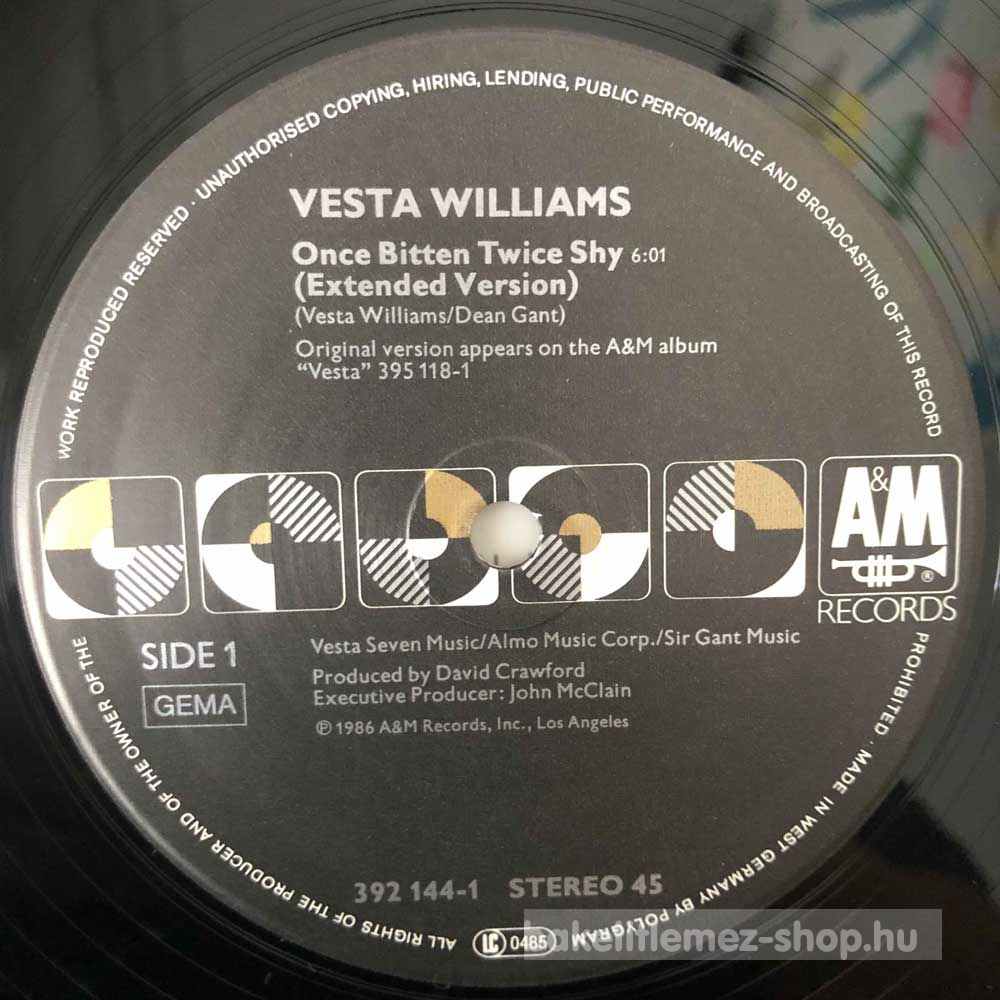 WORK REPRODUCED RESERVED · UNAUTHORISED COPYING, HIRING, LENDING, PUBLIC PERFORMANCE AND BROADCASTING OF THIS RECORD
VESTA WILLIAMS
Once Bitten Twice Shy 6:01
(Extended Version)
(Vesta Williams/Dean Gant)
Original version appears on the A&M album
“Vesta” 395 118-1
A&M
®
RECORDS
SIDE 1
GEMA
Vesta Seven Music/Almo Music Corp./Sir Gant Music
Produced by David Crawford
Executive Producer: John McClain
℗ 1986 A&M Records, Inc., Los Angeles
392 144-1 STEREO 45
ALL RIGHTS OF THE PRODUCER AND OF THE OWNER OF THE
PROHIBITED · MADE IN WEST GERMANY BY POLYGRAM
LC 0485
bakelitlemez-shop.hu